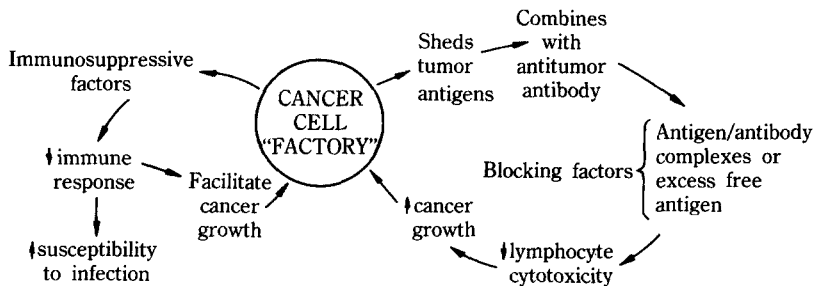 Immunosuppressive
factors
↓immune
response
↑susceptibility
to infection
Facilitate
cancer
growth
CANCER
CELL
"FACTORY"
Sheds
tumor
antigens
Combines
with
antitumor
antibody
Blocking factors
Antigen/antibody
complexes or
excess free
antigen
↓lymphocyte
cytotoxicity
↑cancer
growth